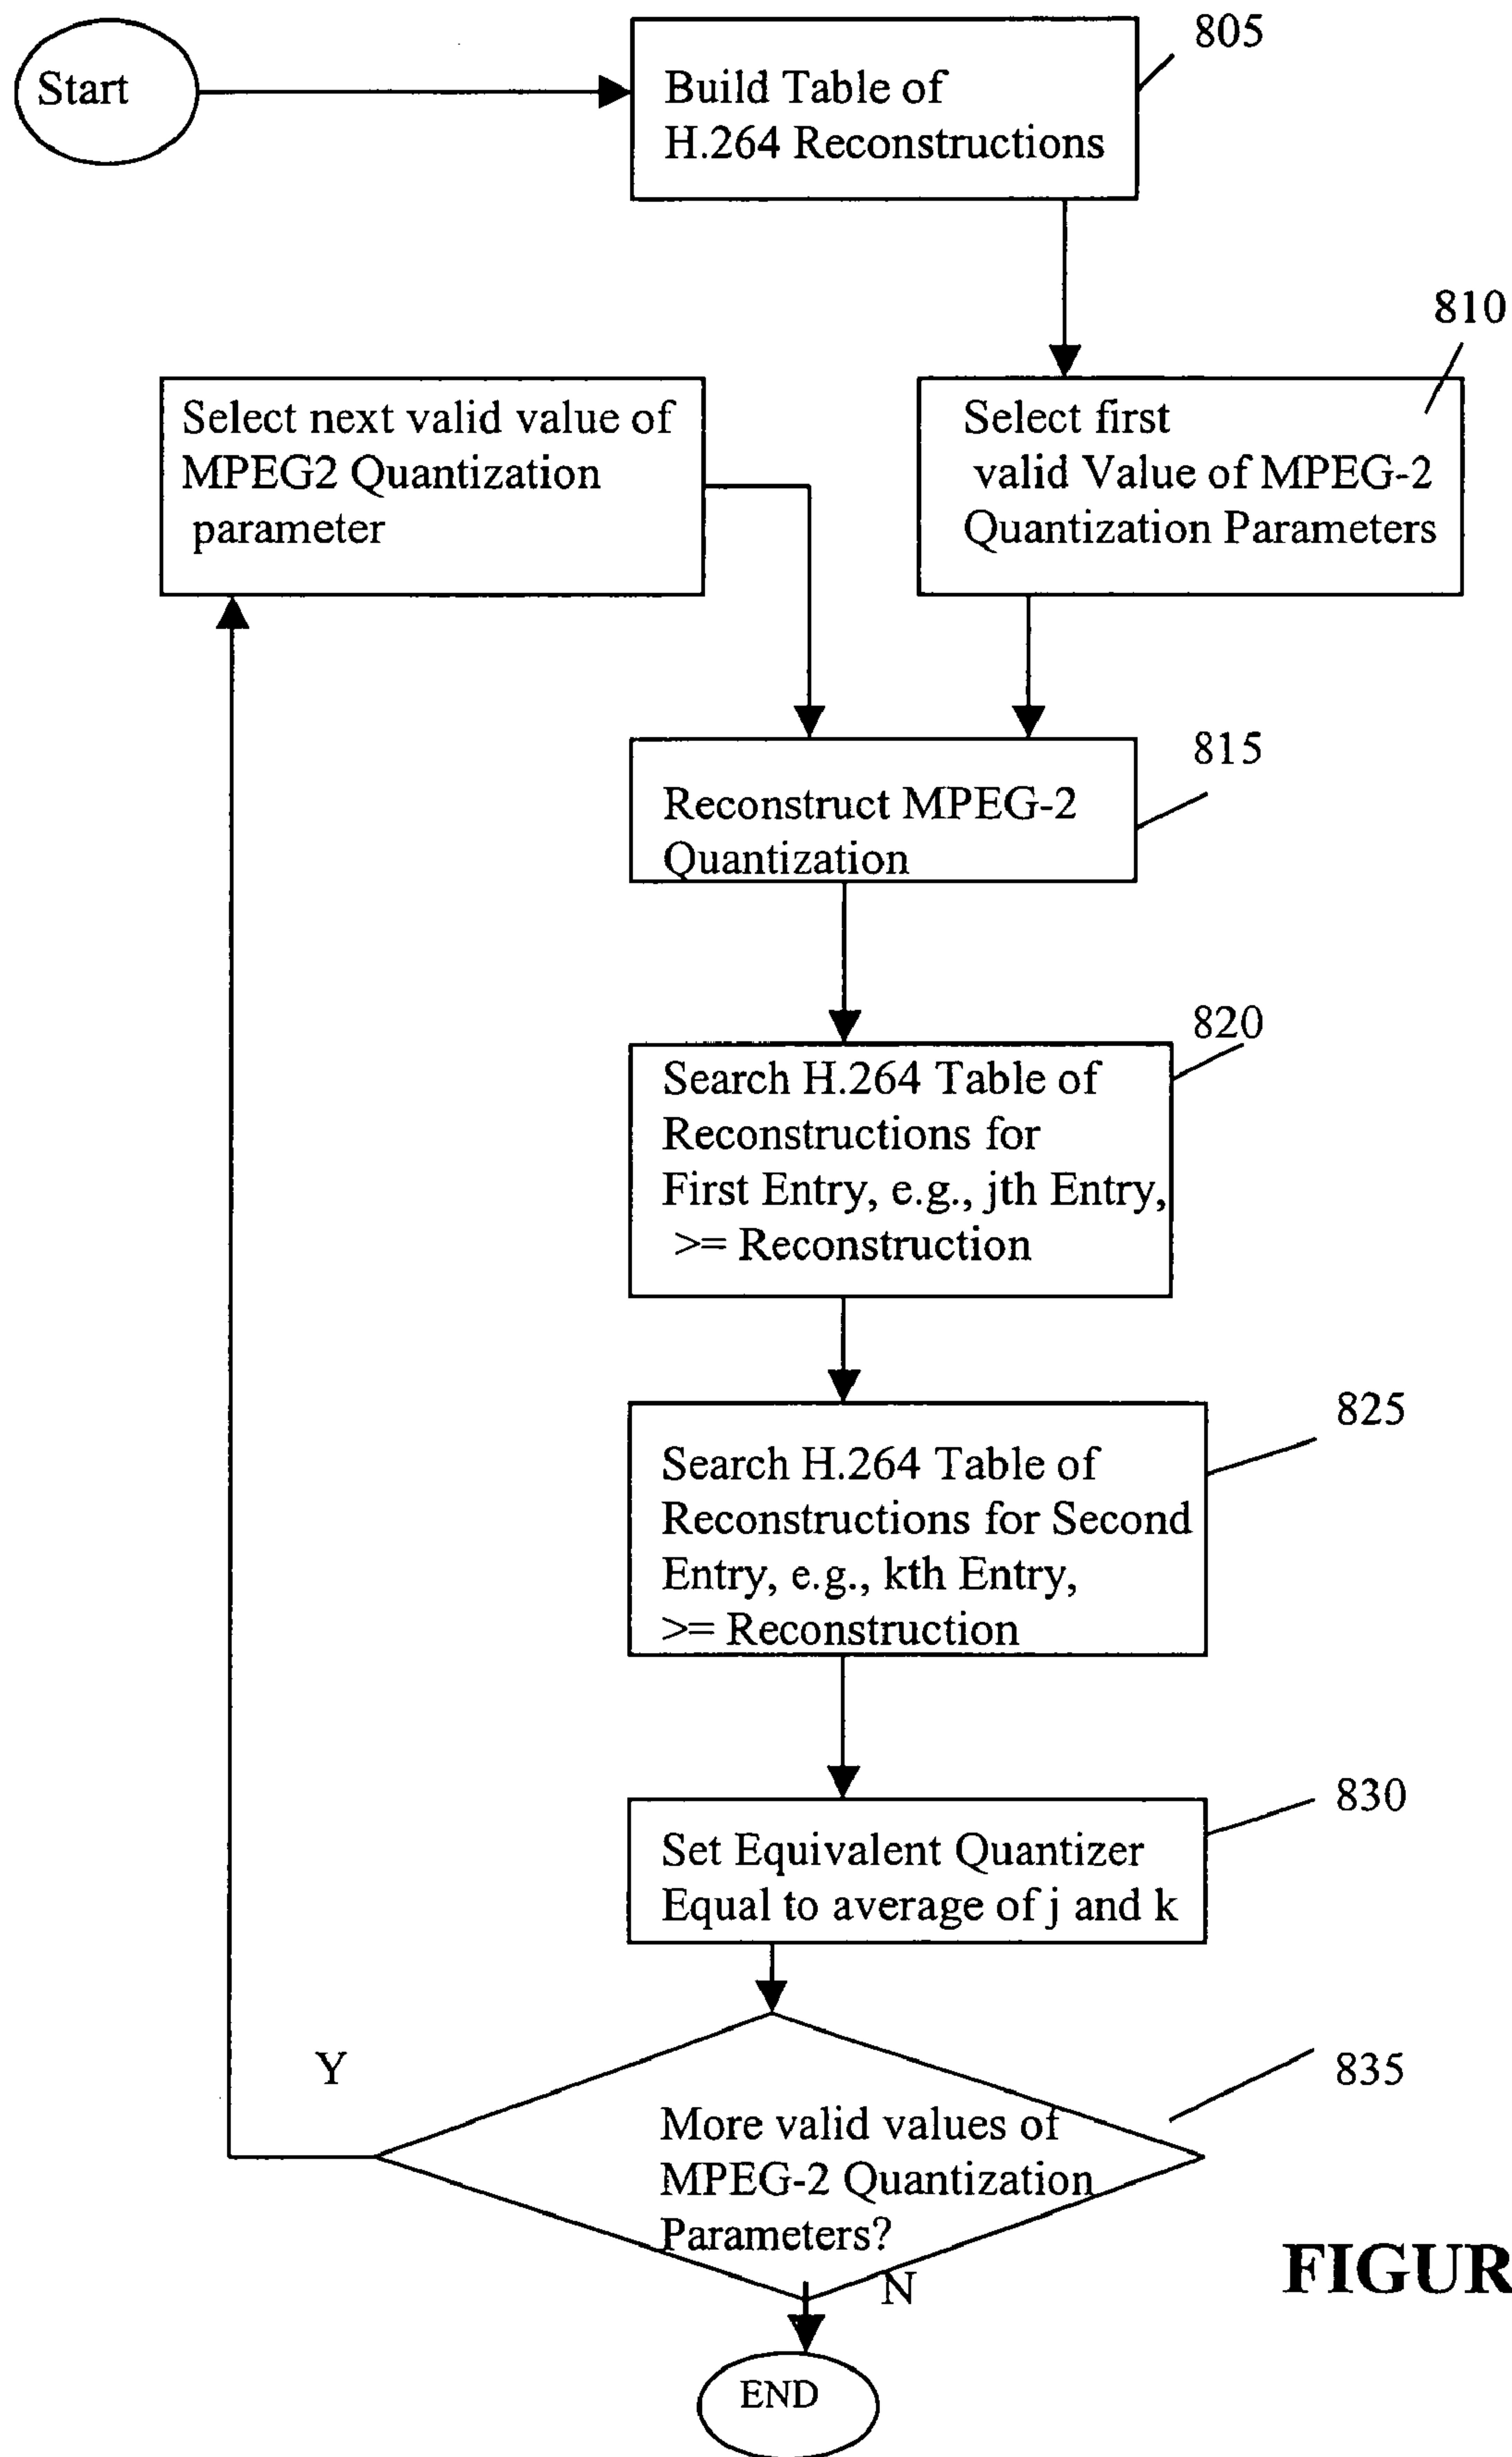 Start
Build Table of
H.264 Reconstructions
805
810
Select next valid value of
MPEG2 Quantization
parameter
Select first
valid Value of MPEG-2
Quantization Parameters
815
Reconstruct MPEG-2
Quantization
820
Search H.264 Table of
Reconstructions for
First Entry, e.g., jth Entry,
>= Reconstruction
825
Search H.264 Table of
Reconstructions for Second
Entry, e.g., kth Entry,
>= Reconstruction
830
Set Equivalent Quantizer
Equal to average of j and k
Y
835
More valid values of
MPEG-2 Quantization
Parameters?
N
FIGUR
END